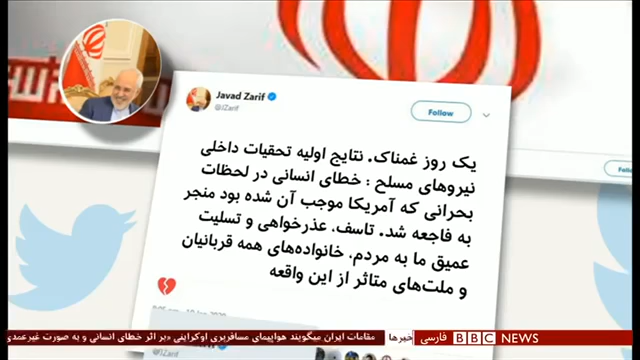 Javad Zarif
@JZarif
Follow
یک روز غمناک. نتایج اولیه تحقیات داخلی
نیروهای مسلح : خطای انسانی در لحظات
بحرانی که آمریکا موجب آن شده بود منجر
به فاجعه شد. تاسف، عذرخواهی و تسلیت
عمیق ما به مردم، خانواده‌های همه قربانیان
و ملت‌های متاثر از این واقعه
مقامات ایران میگویند هواپیمای مسافربری اوکراینی «بر اثر خطای انسانی و به صورت غیرعمدی
خبرها
BBC NEWS فارسی